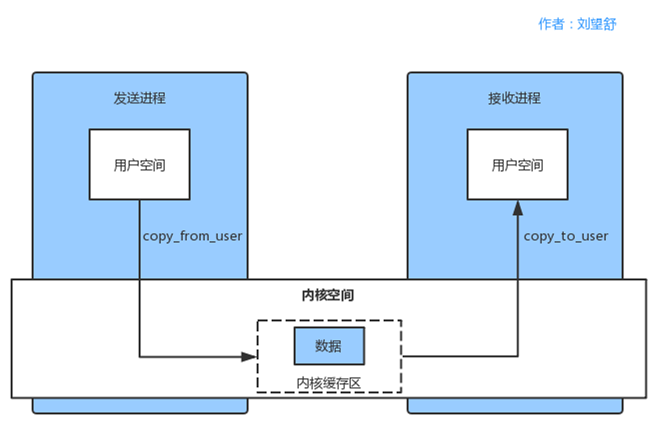 作者：刘望舒
发送进程
接收进程
用户空间
用户空间
copy_from_user
copy_to_user
内核空间
数据
内核缓存区